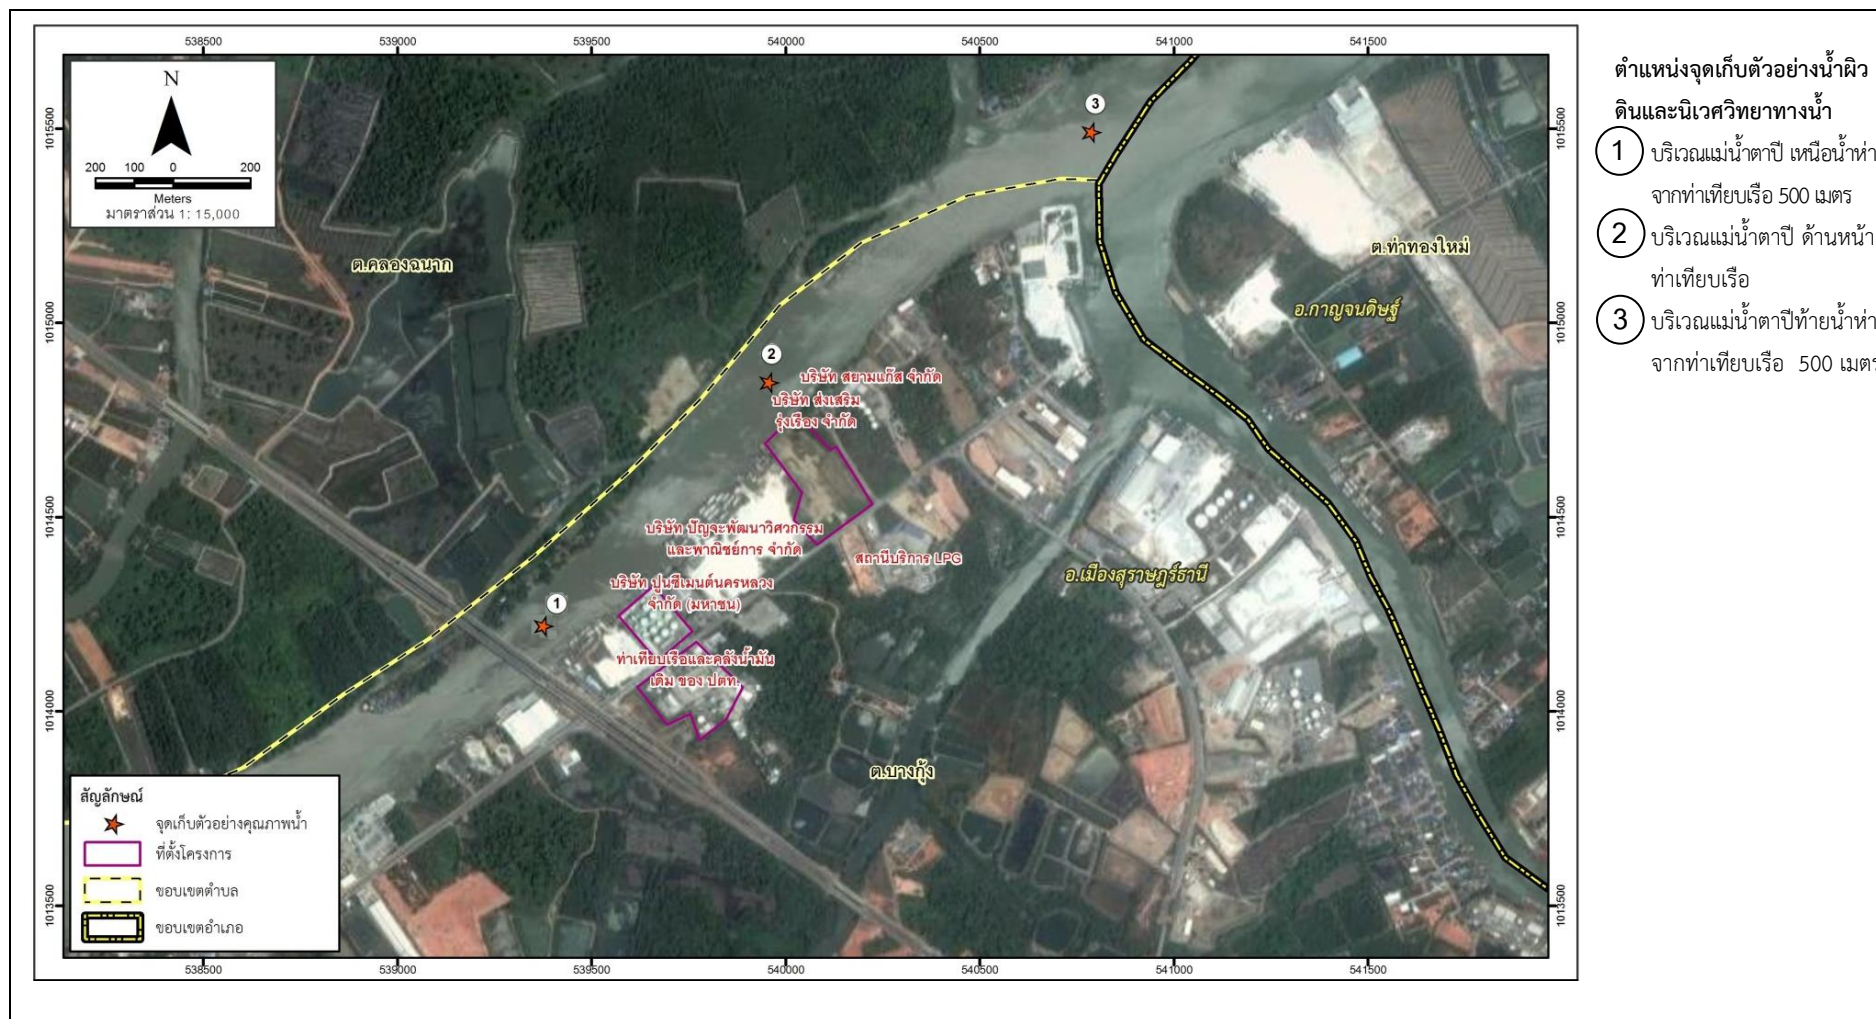 538500 539000 539500 540000 540500 541000 541500
N
200 100 0 200
Meters
มาตราส่วน 1: 15,000
1015500 1015500
1015000 1015000
1014500 1014500
1014000 1014000
1013500 1013500
3
ต.คลองฉนาก
ต.ท่าทองใหม่
อ.กาญจนดิษฐ์
2
บริษัท สยามแก๊ส จำกัด
บริษัท ส่งเสริม
รุ่งเรือง จำกัด
บริษัท ปัญจะพัฒนาวิศวกรรม
และพาณิชย์การ จำกัด
สถานีบริการ LPG
อ.เมืองสุราษฎร์ธานี
บริษัท ปูนซีเมนต์นครหลวง
จำกัด (มหาชน)
1
ท่าเทียบเรือและคลังน้ำมัน
เดิม ของ ปตท.
ต.บางกุ้ง
สัญลักษณ์
จุดเก็บตัวอย่างคุณภาพน้ำ
ที่ตั้งโครงการ
ขอบเขตตำบล
ขอบเขตอำเภอ
538500 539000 539500 540000 540500 541000 541500
ตำแหน่งจุดเก็บตัวอย่างน้ำผิว
ดินและนิเวศวิทยาทางน้ำ
1 บริเวณแม่น้ำตาปี เหนือน้ำห่า
จากท่าเทียบเรือ 500 เมตร
2 บริเวณแม่น้ำตาปี ด้านหน้า
ท่าเทียบเรือ
3 บริเวณแม่น้ำตาปีท้ายน้ำห่า
จากท่าเทียบเรือ 500 เมตร